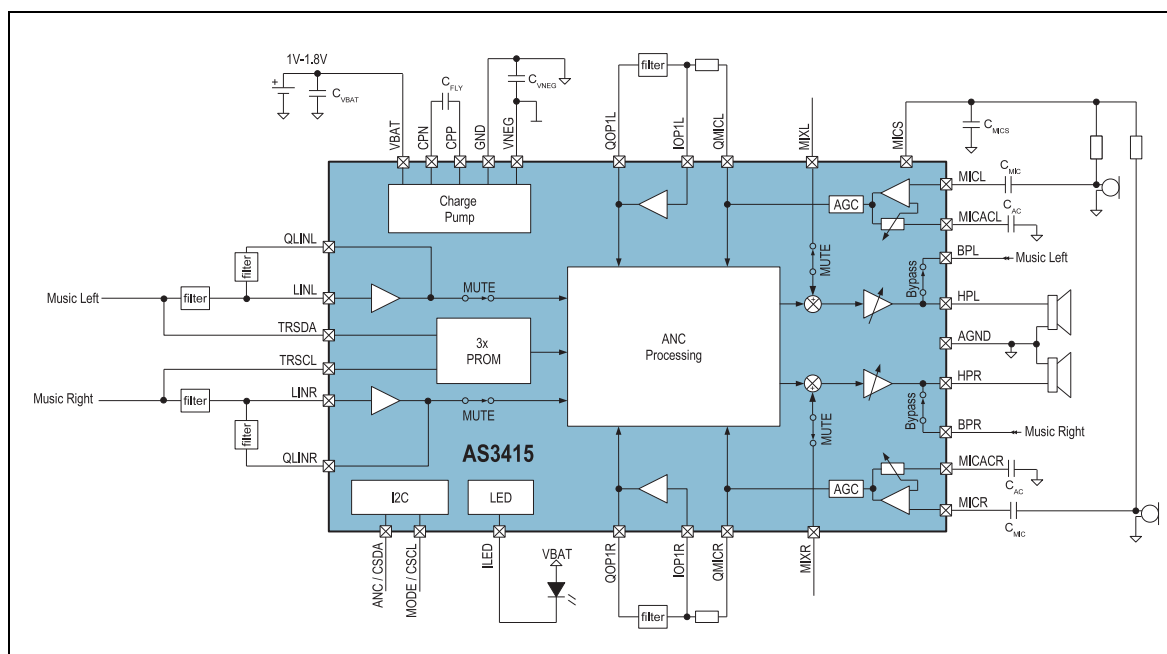 1V-1.8V
CVBAT
CFLY
CVNEG
VBAT
CPN
CPP
GND
VNEG
filter
QOP1L
IOP1L
QMICL
MIXL
MICS
CMICS
Charge
Pump
AGC
MICL
CMIC
MICACL
CAC
MUTE
BPL
Music Left
Bypass
QLINL
filter
Music Left
filter
LINL
MUTE
HPL
TRSDA
3x
PROM
ANC
Processing
AGND
TRSCL
HPR
Music Right
filter
LINR
MUTE
MUTE
Bypass
BPR
Music Right
filter
QLINR
AS3415
MICACR
CAC
AGC
MICR
CMIC
I2C
LED
ANC / CSDA
MODE / CSCL
ILED
VBAT
QOP1R
IOP1R
QMICR
MIXR
filter